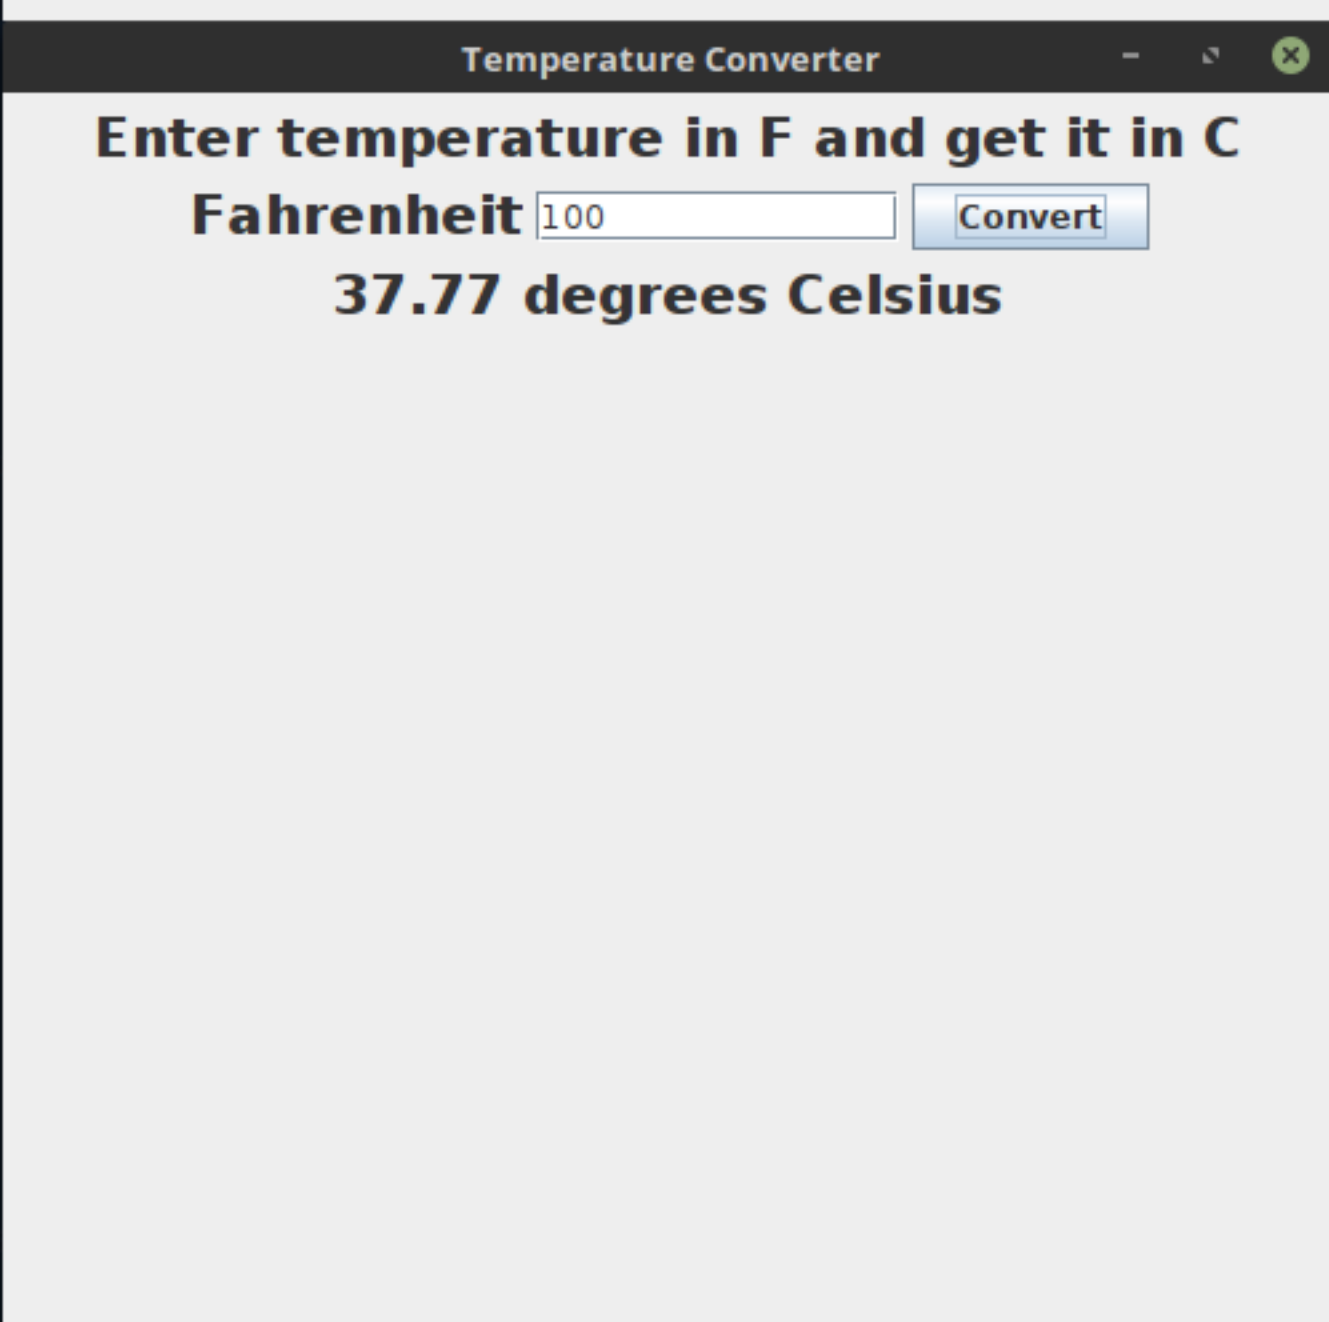 Temperature Converter
Enter temperature in F and get it in C
Fahrenheit 100 Convert
37.77 degrees Celsius